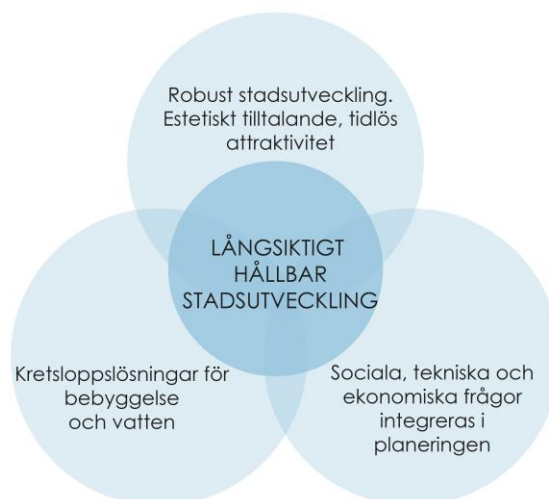 Robust stadsutveckling.
Estetiskt tilltalande, tidlös
attraktivitet
LÅNGSIKTIGT
HÅLLBAR
STADSUTVECKLING
Kretsloppslösningar för
bebyggelse
och vatten
Sociala, tekniska och
ekonomiska frågor
integreras i
planeringen